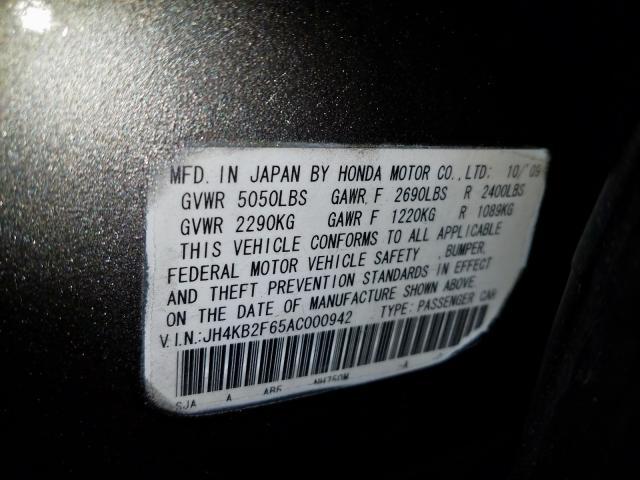 MFD. IN JAPAN BY HONDA MOTOR CO., LTD: 10/'09
GVWR 5050LBS GAWR F 2690LBS R 2400LBS
GVWR 2290KG GAWR F 1220KG R 1089KG
THIS VEHICLE CONFORMS TO ALL APPLICABLE
FEDERAL MOTOR VEHICLE SAFETY , BUMPER,
AND THEFT PREVENTION STANDARDS IN EFFECT
ON THE DATE OF MANUFACTURE SHOWN ABOVE.
V.I.N.:JH4KB2F65AC000942 TYPE: PASSENGER CAR
SJA A AB6 NH750M A